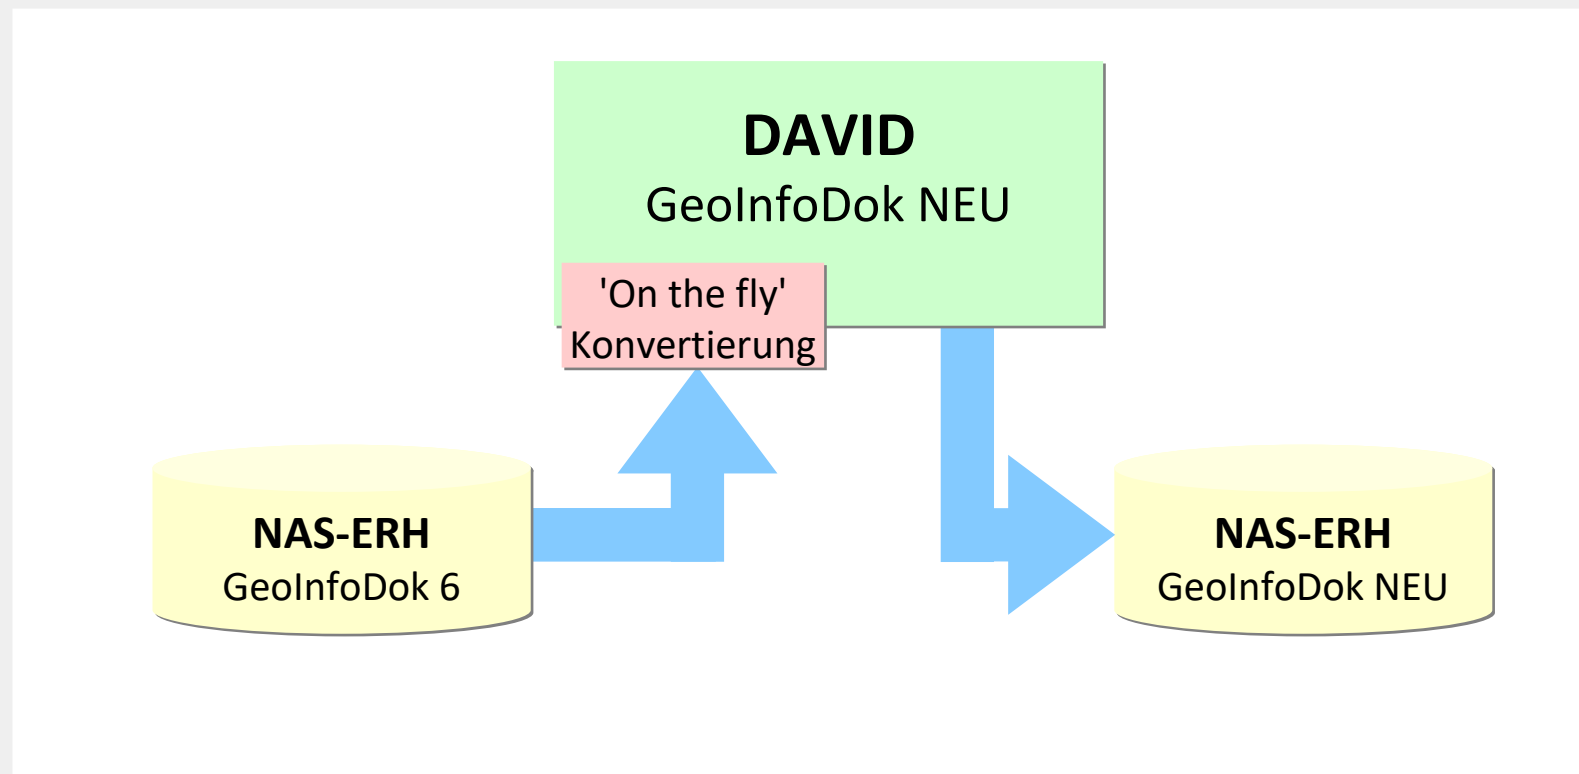 DAVID
GeoInfoDok NEU
'On the fly'
Konvertierung
NAS-ERH
GeoInfoDok 6
NAS-ERH
GeoInfoDok NEU